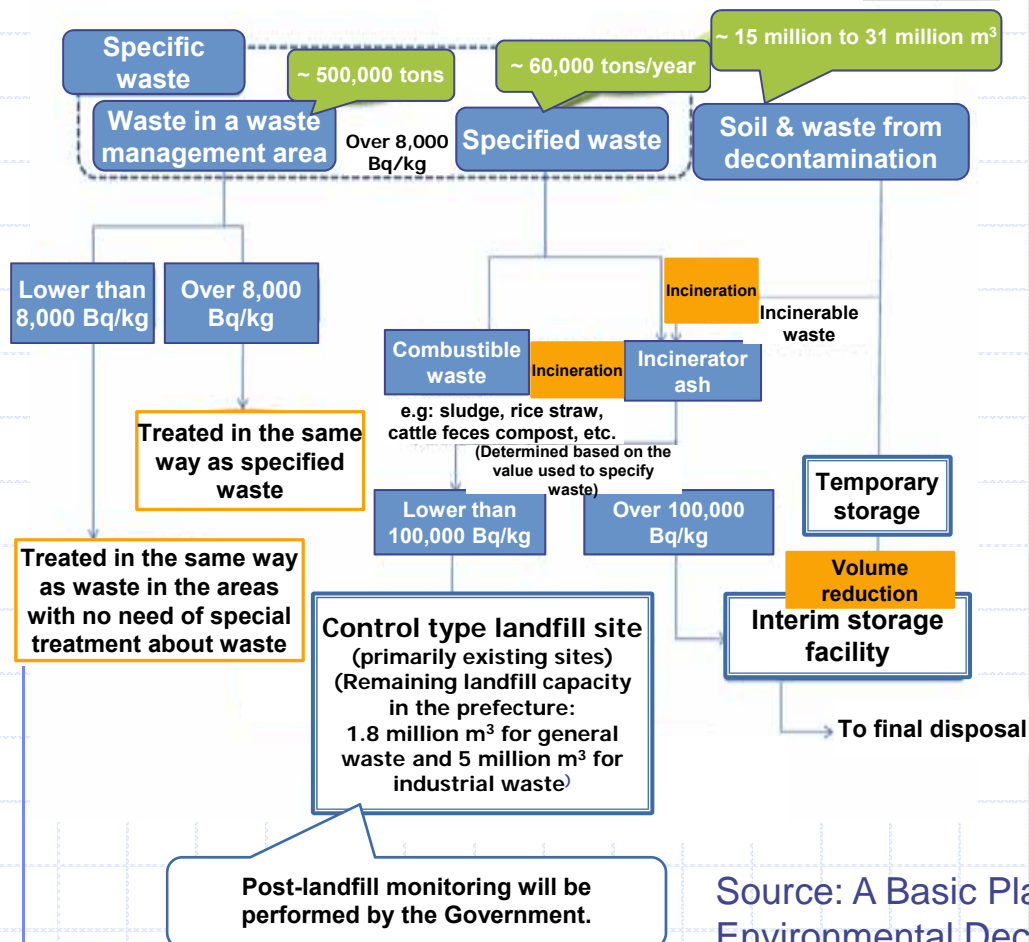 Specific
waste
~ 500,000 tons
~ 60,000 tons/year
~ 15 million to 31 million m³
Waste in a waste
management area
Over 8,000
Bq/kg
Specified waste
Soil & waste from
decontamination
Lower than
8,000 Bq/kg
Over 8,000
Bq/kg
Incineration
Incinerable
waste
Combustible
waste
Incineration
Incinerator
ash
e.g: sludge, rice straw,
cattle feces compost, etc.
(Determined based on the
value used to specify
waste)
Treated in the same
way as specified
waste
Temporary
storage
Lower than
100,000 Bq/kg
Over 100,000
Bq/kg
Treated in the same way
as waste in the areas
with no need of special
treatment about waste
Volume
reduction
Control type landfill site
(primarily existing sites)
(Remaining landfill capacity
in the prefecture:
1.8 million m³ for general
waste and 5 million m³ for
industrial waste)
Interim storage
facility
To final disposal
Post-landfill monitoring will be
performed by the Government.
Source: A Basic Pla
Environmental Dec